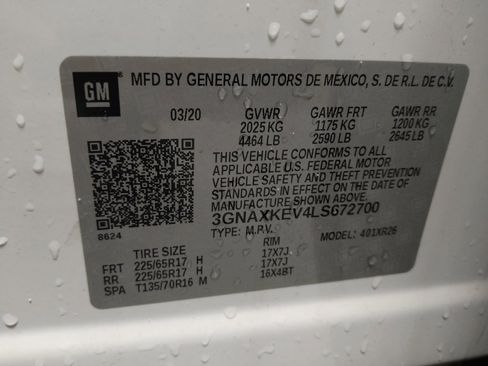 GM MFD BY GENERAL MOTORS DE MEXICO, S. DE R.L. DE C.V.
03/20 GVWR GAWR FRT GAWR RR
2025 KG 1175 KG 1200 KG
4464 LB 2590 LB 2645 LB
THIS VEHICLE CONFORMS TO ALL
APPLICABLE U.S. FEDERAL MOTOR
VEHICLE SAFETY AND THEFT PREVENTION
STANDARDS IN EFFECT ON THE DATE OF
MANUFACTURE SHOWN ABOVE.
3GNAXKEV4LS672700
8624 TYPE: M.P.V. MODEL: 401XR26
TIRE SIZE RIM
FRT 225/65R17 H 17X7J
RR 225/65R17 H 17X7J
SPA T135/70R16 M 16X4BT